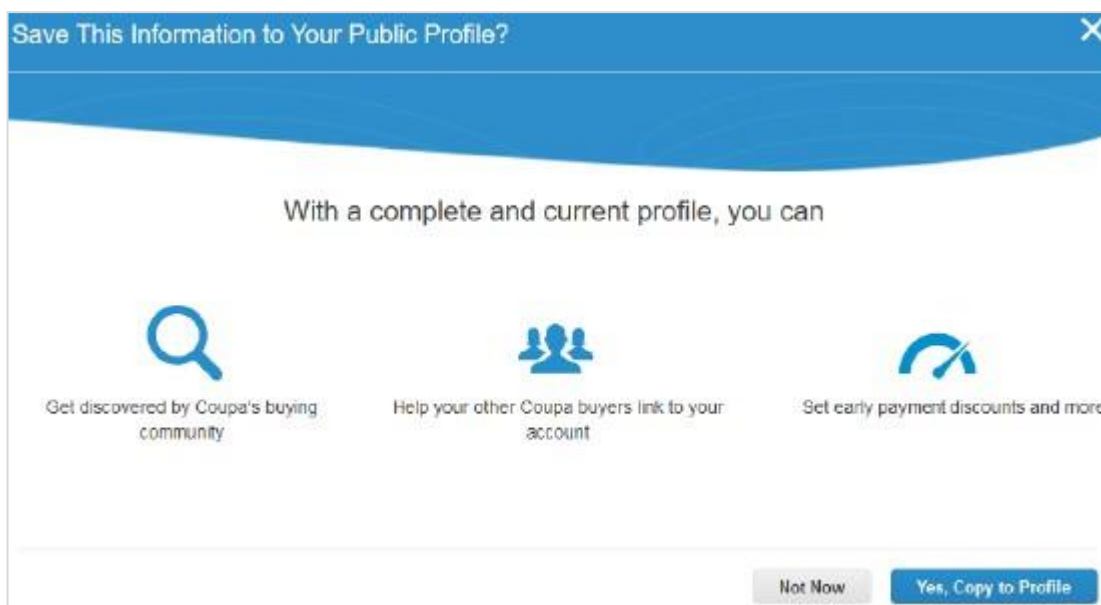 Save This Information to Your Public Profile?
With a complete and current profile, you can
Get discovered by Coupa's buying
community
Help your other Coupa buyers link to your
account
Set early payment discounts and more
Not Now
Yes, Copy to Profile